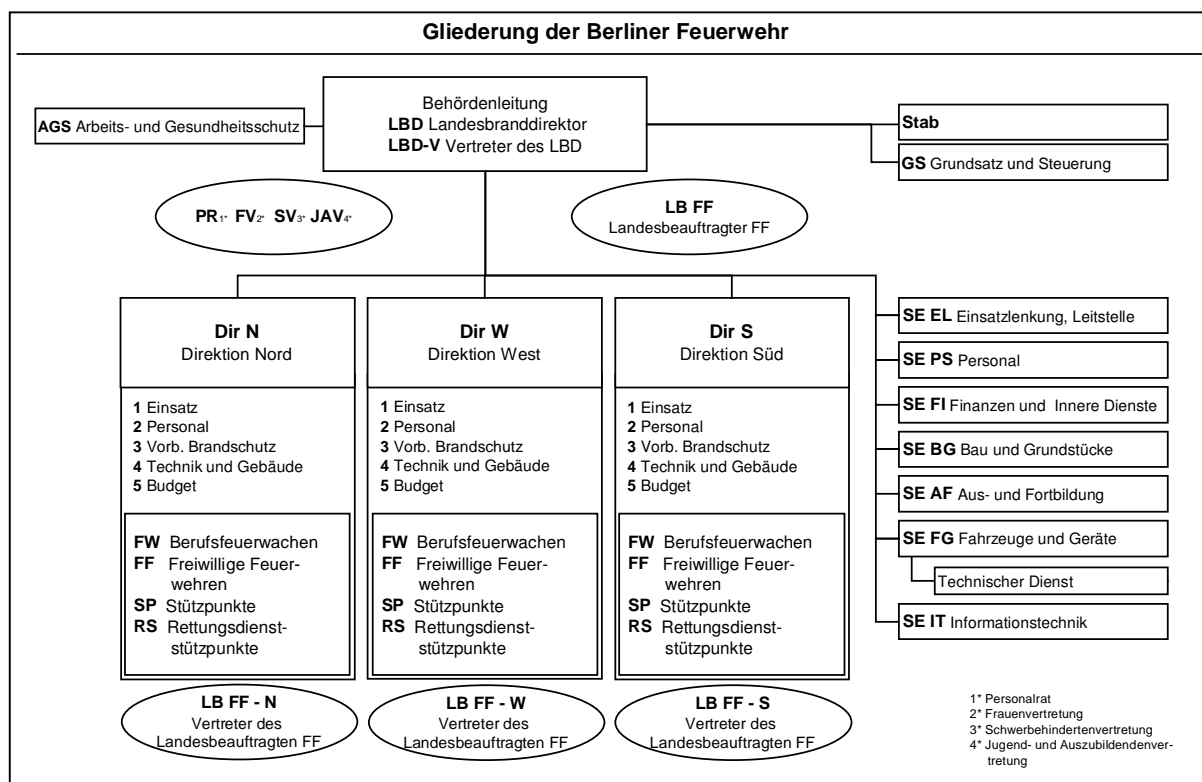 Gliederung der Berliner Feuerwehr
Behördenleitung
LBD Landesbranddirektor
LBD-V Vertreter des LBD
AGS Arbeits- und Gesundheitsschutz
Stab
GS Grundsatz und Steuerung
PR1* FV2* SV3* JAV4*
LB FF
Landesbeauftragter FF
Dir N
Direktion Nord
1 Einsatz
2 Personal
3 Vorb. Brandschutz
4 Technik und Gebäude
5 Budget
FW Berufsfeuerwachen
FF Freiwillige Feuer-
wehren
SP Stützpunkte
RS Rettungsdienst-
stützpunkte
LB FF - N
Vertreter des
Landesbeauftragten FF
Dir W
Direktion West
1 Einsatz
2 Personal
3 Vorb. Brandschutz
4 Technik und Gebäude
5 Budget
FW Berufsfeuerwachen
FF Freiwillige Feuer-
wehren
SP Stützpunkte
RS Rettungsdienst-
stützpunkte
LB FF - W
Vertreter des
Landesbeauftragten FF
Dir S
Direktion Süd
1 Einsatz
2 Personal
3 Vorb. Brandschutz
4 Technik und Gebäude
5 Budget
FW Berufsfeuerwachen
FF Freiwillige Feuer-
wehren
SP Stützpunkte
RS Rettungsdienst-
stützpunkte
LB FF - S
Vertreter des
Landesbeauftragten FF
SE EL Einsatzlenkung, Leitstelle
SE PS Personal
SE FI Finanzen und Innere Dienste
SE BG Bau und Grundstücke
SE AF Aus- und Fortbildung
SE FG Fahrzeuge und Geräte
Technischer Dienst
SE IT Informationstechnik
1* Personalrat
2* Frauenvertretung
3* Schwerbehindertenvertretung
4* Jugend- und Auszubildendenver-
tretung